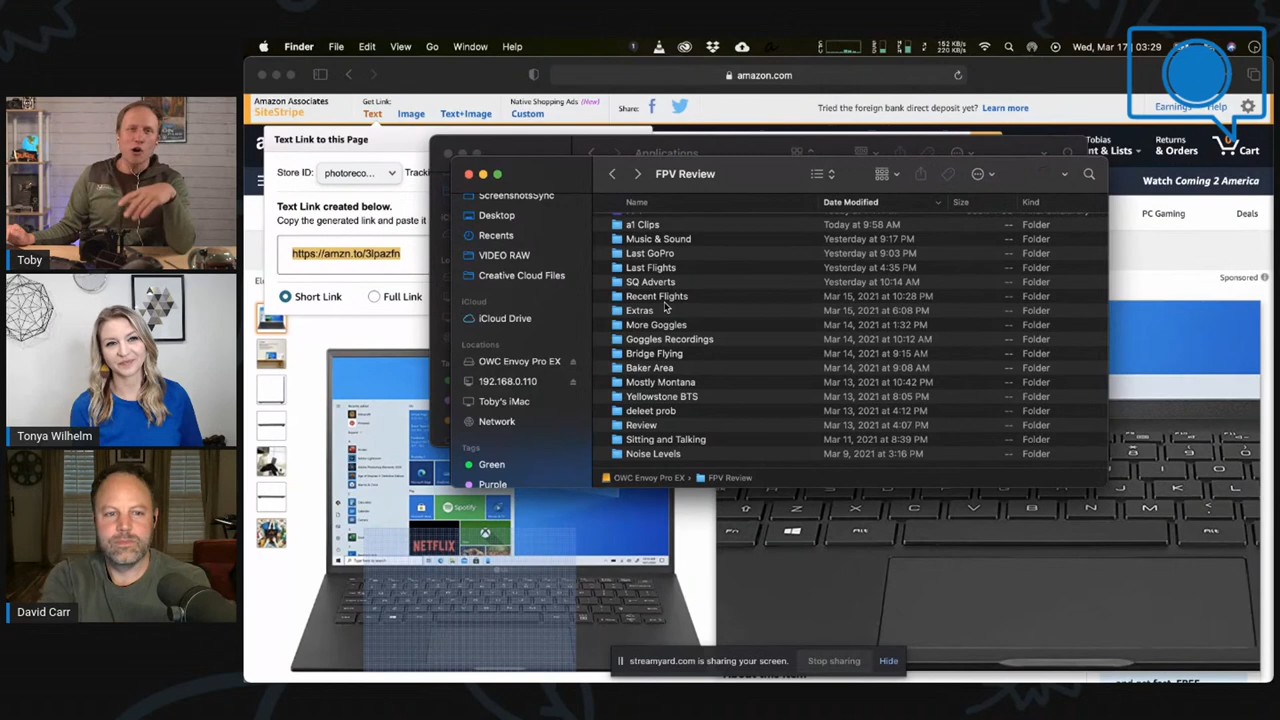 Finder File Edit View Go Window Help
152 KB/s
220 KB/s
Wed, Mar 17 03:29
amazon.com
Amazon Associates
SiteStripe
Get Link:
Text Image Text+Image
Native Shopping Ads (New)
Custom
Share:
Tried the foreign bank direct deposit yet? Learn more
Earnings Help
Text Link to this Page
Store ID: photoreco... Tracki
Text Link created below.
Copy the generated link and paste it
https://amzn.to/3lpazfn
Short Link Full Link
Applications
Tobias
nt & Lists
Returns
& Orders
Cart
Watch Coming 2 America
PC Gaming Deals
Sponsored
FPV Review
ScreenshotsSync
Desktop
Recents
VIDEO RAW
Creative Cloud Files
iCloud
iCloud Drive
Locations
OWC Envoy Pro EX
192.168.0.110
Toby's iMac
Network
Tags
Green
Purple
Name Date Modified Size Kind
a1 Clips Today at 9:58 AM -- Folder
Music & Sound Yesterday at 9:17 PM -- Folder
Last GoPro Yesterday at 9:03 PM -- Folder
Last Flights Yesterday at 4:35 PM -- Folder
SQ Adverts Yesterday at 10:14 AM -- Folder
Recent Flights Mar 15, 2021 at 10:28 PM -- Folder
Extras Mar 15, 2021 at 6:08 PM -- Folder
More Goggles Mar 14, 2021 at 1:32 PM -- Folder
Goggles Recordings Mar 14, 2021 at 10:12 AM -- Folder
Bridge Flying Mar 14, 2021 at 9:15 AM -- Folder
Baker Area Mar 14, 2021 at 9:08 AM -- Folder
Mostly Montana Mar 13, 2021 at 10:42 PM -- Folder
Yellowstone BTS Mar 13, 2021 at 8:05 PM -- Folder
deleet prob Mar 13, 2021 at 4:12 PM -- Folder
Review Mar 13, 2021 at 4:07 PM -- Folder
Sitting and Talking Mar 11, 2021 at 8:39 PM -- Folder
Noise Levels Mar 9, 2021 at 3:16 PM -- Folder
OWC Envoy Pro EX › FPV Review
Spotify
NETFLIX
streamyard.com is sharing your screen. Stop sharing Hide
Toby
Tonya Wilhelm
David Carr